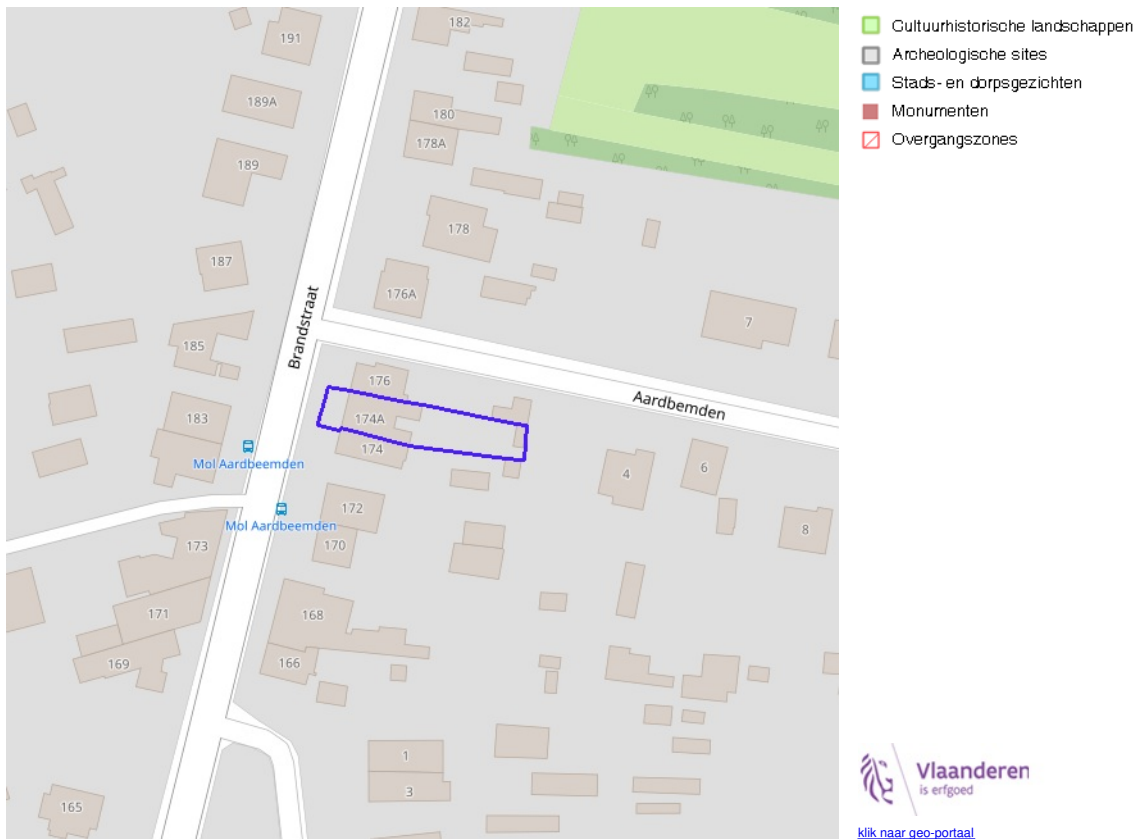 191
182
189A
180
178A
189
178
187
176A
7
Brandstraat
185
176
Aardbemden
174A
183
174
Mol Aardbeemden
4
6
172
Mol Aardbeemden
170
8
173
171
168
169
166
1
3
165
Cultuurhistorische landschappen
Archeologische sites
Stads- en dorpsgezichten
Monumenten
Overgangszones
Vlaanderen
is erfgoed
klik naar geo-portaal